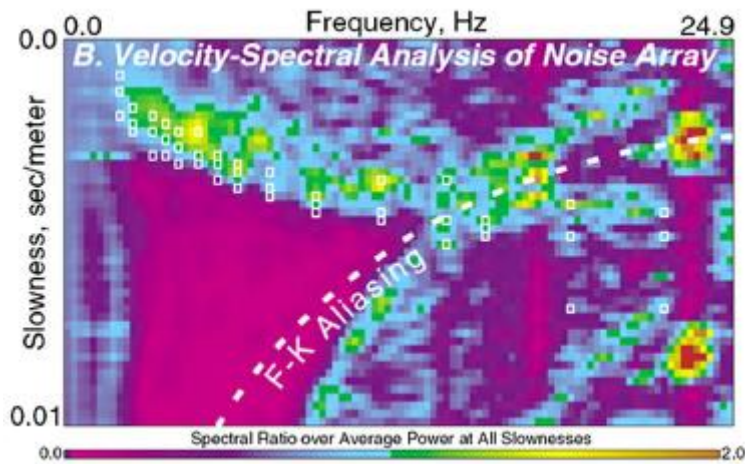 0.0 Frequency, Hz 24.9
0.0
B. Velocity-Spectral Analysis of Noise Array
Slowness, sec/meter
F-K Aliasing
0.01
Spectral Ratio over Average Power at All Slownesses
0.0 2.0